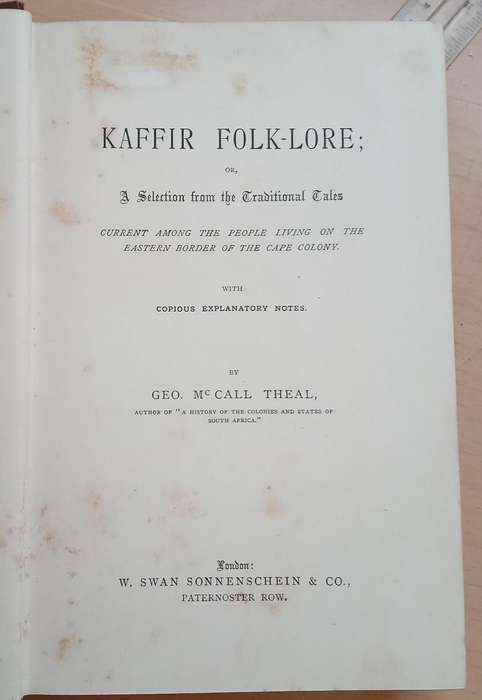 KAFFIR FOLK-LORE;
OR,
A Selection from the Traditional Tales
CURRENT AMONG THE PEOPLE LIVING ON THE
EASTERN BORDER OF THE CAPE COLONY.
WITH
COPIOUS EXPLANATORY NOTES.
BY
GEO. McCALL THEAL,
AUTHOR OF "A HISTORY OF THE COLONIES AND STATES OF
SOUTH AFRICA."
London:
W. SWAN SONNENSCHEIN & CO.,
PATERNOSTER ROW.